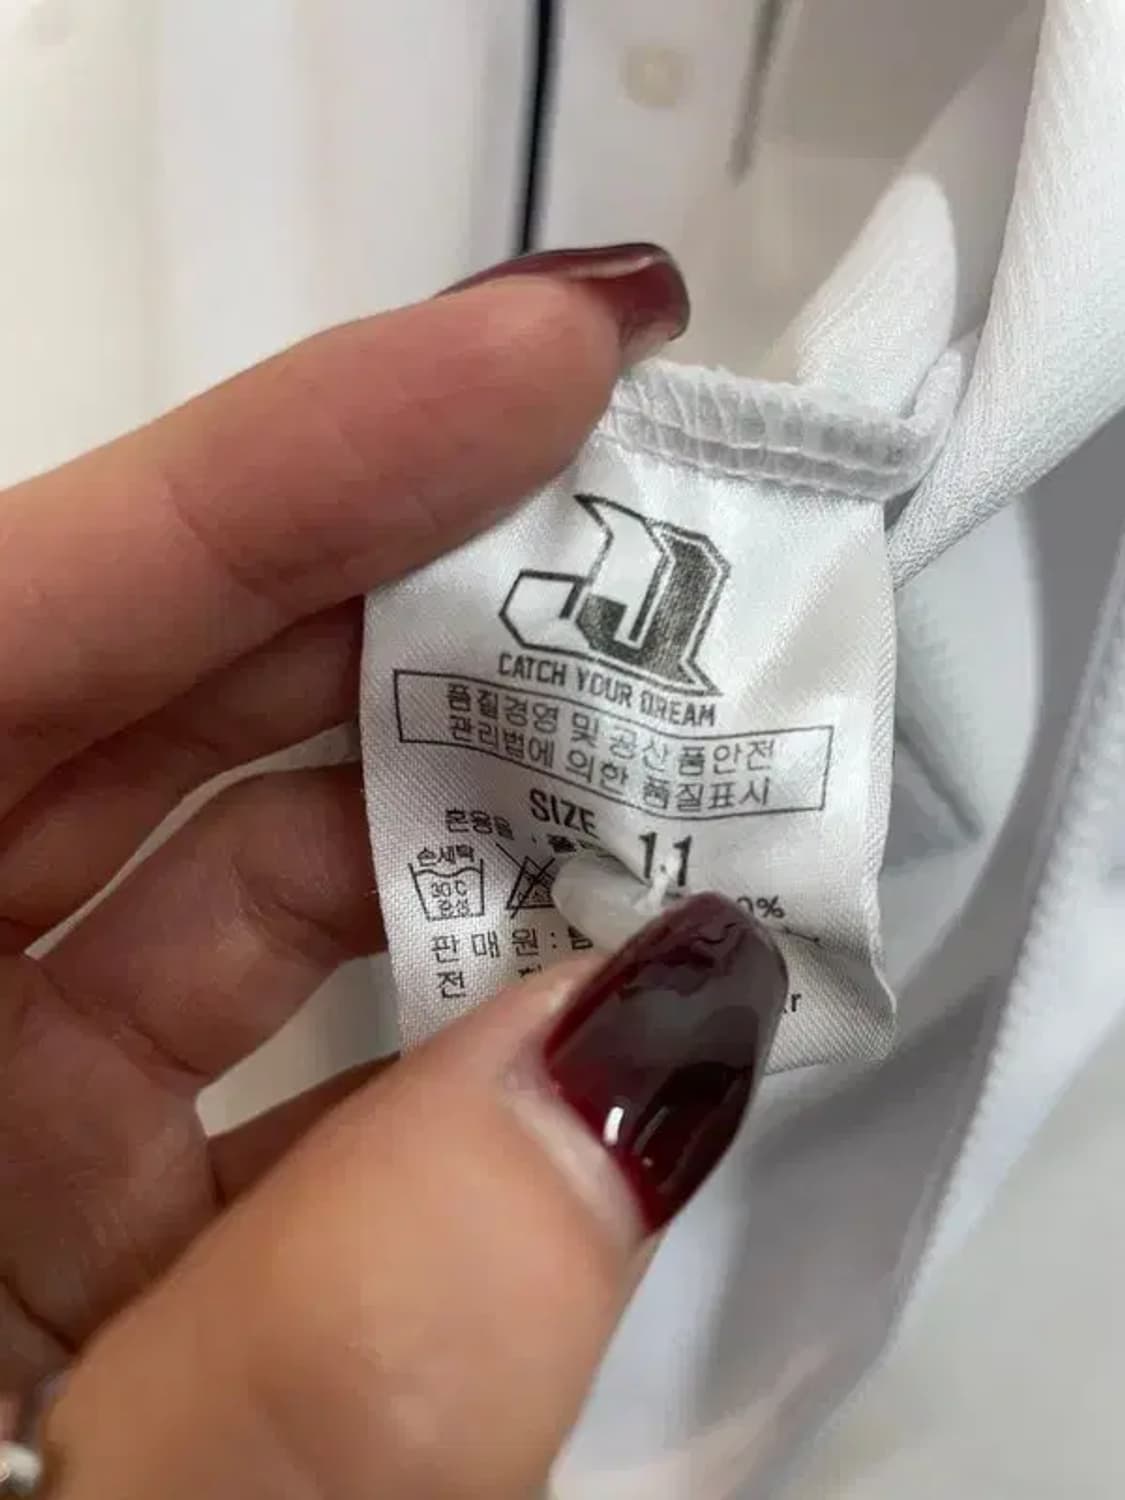 CATCH YOUR DREAM
품질경영 및 공산품안전
관리법에 의한 품질표시
SIZE 11
혼용율 :
손세탁
30 C
중성
판 매 원 :
전